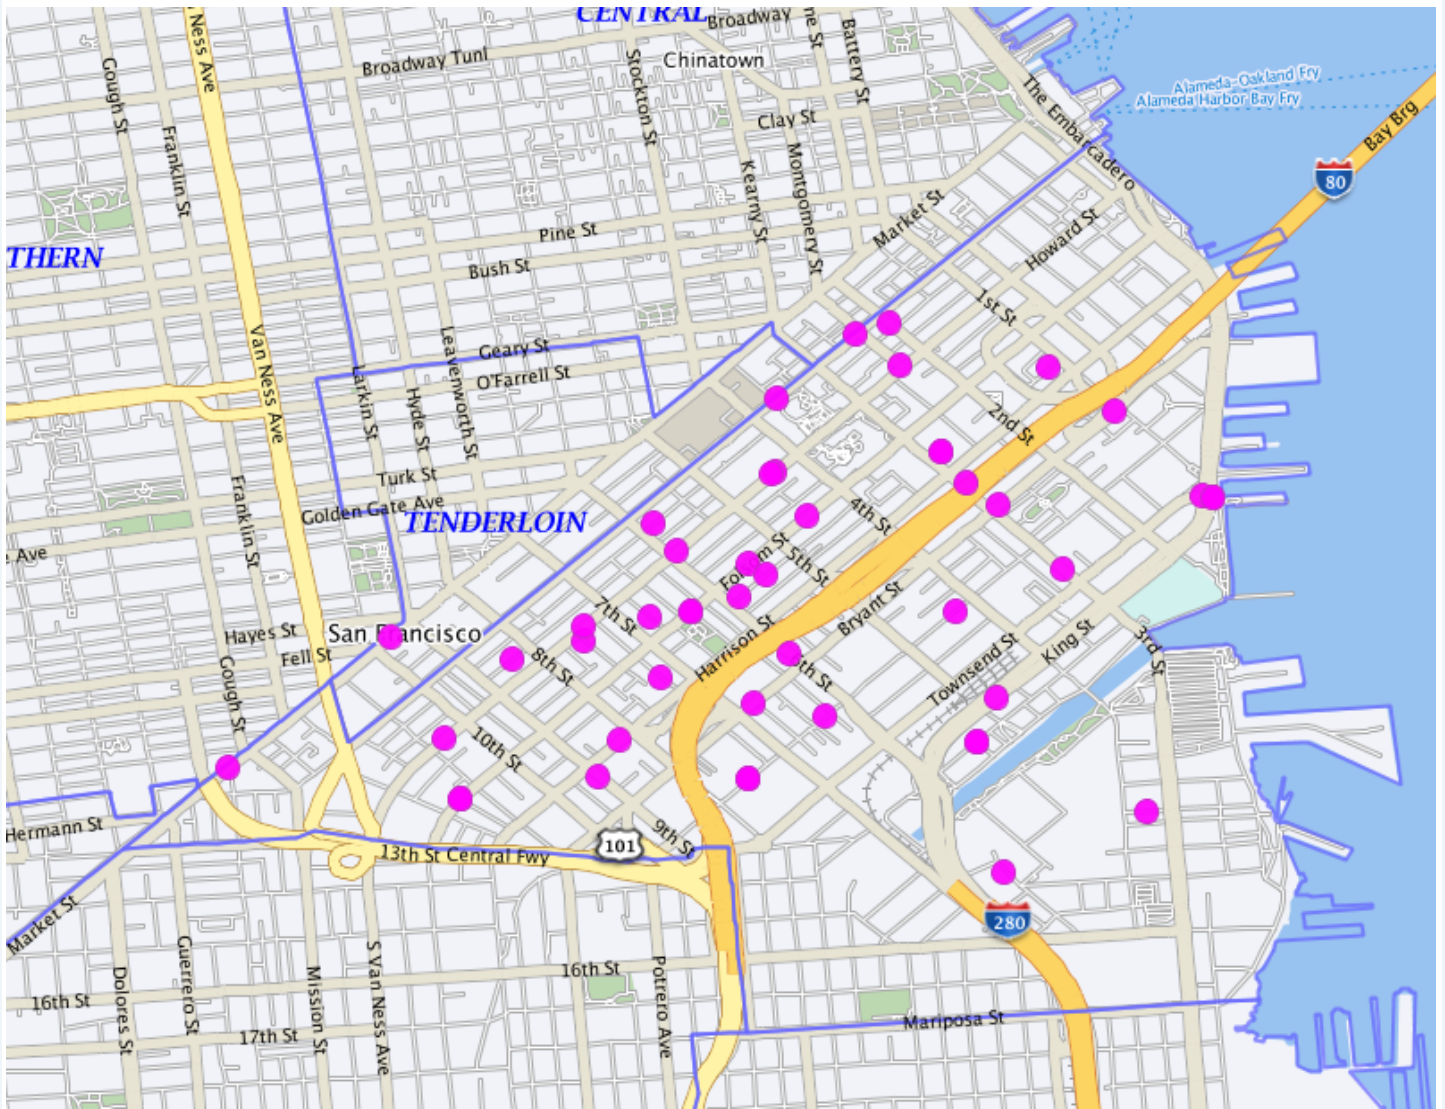 CENTRAL
Broadway
Ness Ave
ne St
Battery St
Broadway Tunl
Chinatown
Gough St
Stockton St
Alameda-Oakland Fry
Alameda Harbor Bay Fry
The Embarcadero
Bay Brg
80
Clay St
Franklin St
Kearny St
Montgomery St
Market St
Howard St
Pine St
Bush St
THERN
1st St
Van Ness Ave
Leavenworth St
Geary St
O'Farrell St
Larkin St
Hyde St
2nd St
Turk St
Golden Gate Ave
Franklin St
TENDERLOIN
4th St
e Ave
5th St
Bryant St
7th St
Hayes St
San Francisco
Fell St
Harrison St
8th St
6th St
Townsend St
King St
3rd St
Gough St
10th St
Hermann St
9th St
101
13th St Central Fwy
280
Market St
Guerrero St
Dolores St
Mission St
S Van Ness Ave
Potrero Ave
16th St
16th St
17th St
Mariposa St